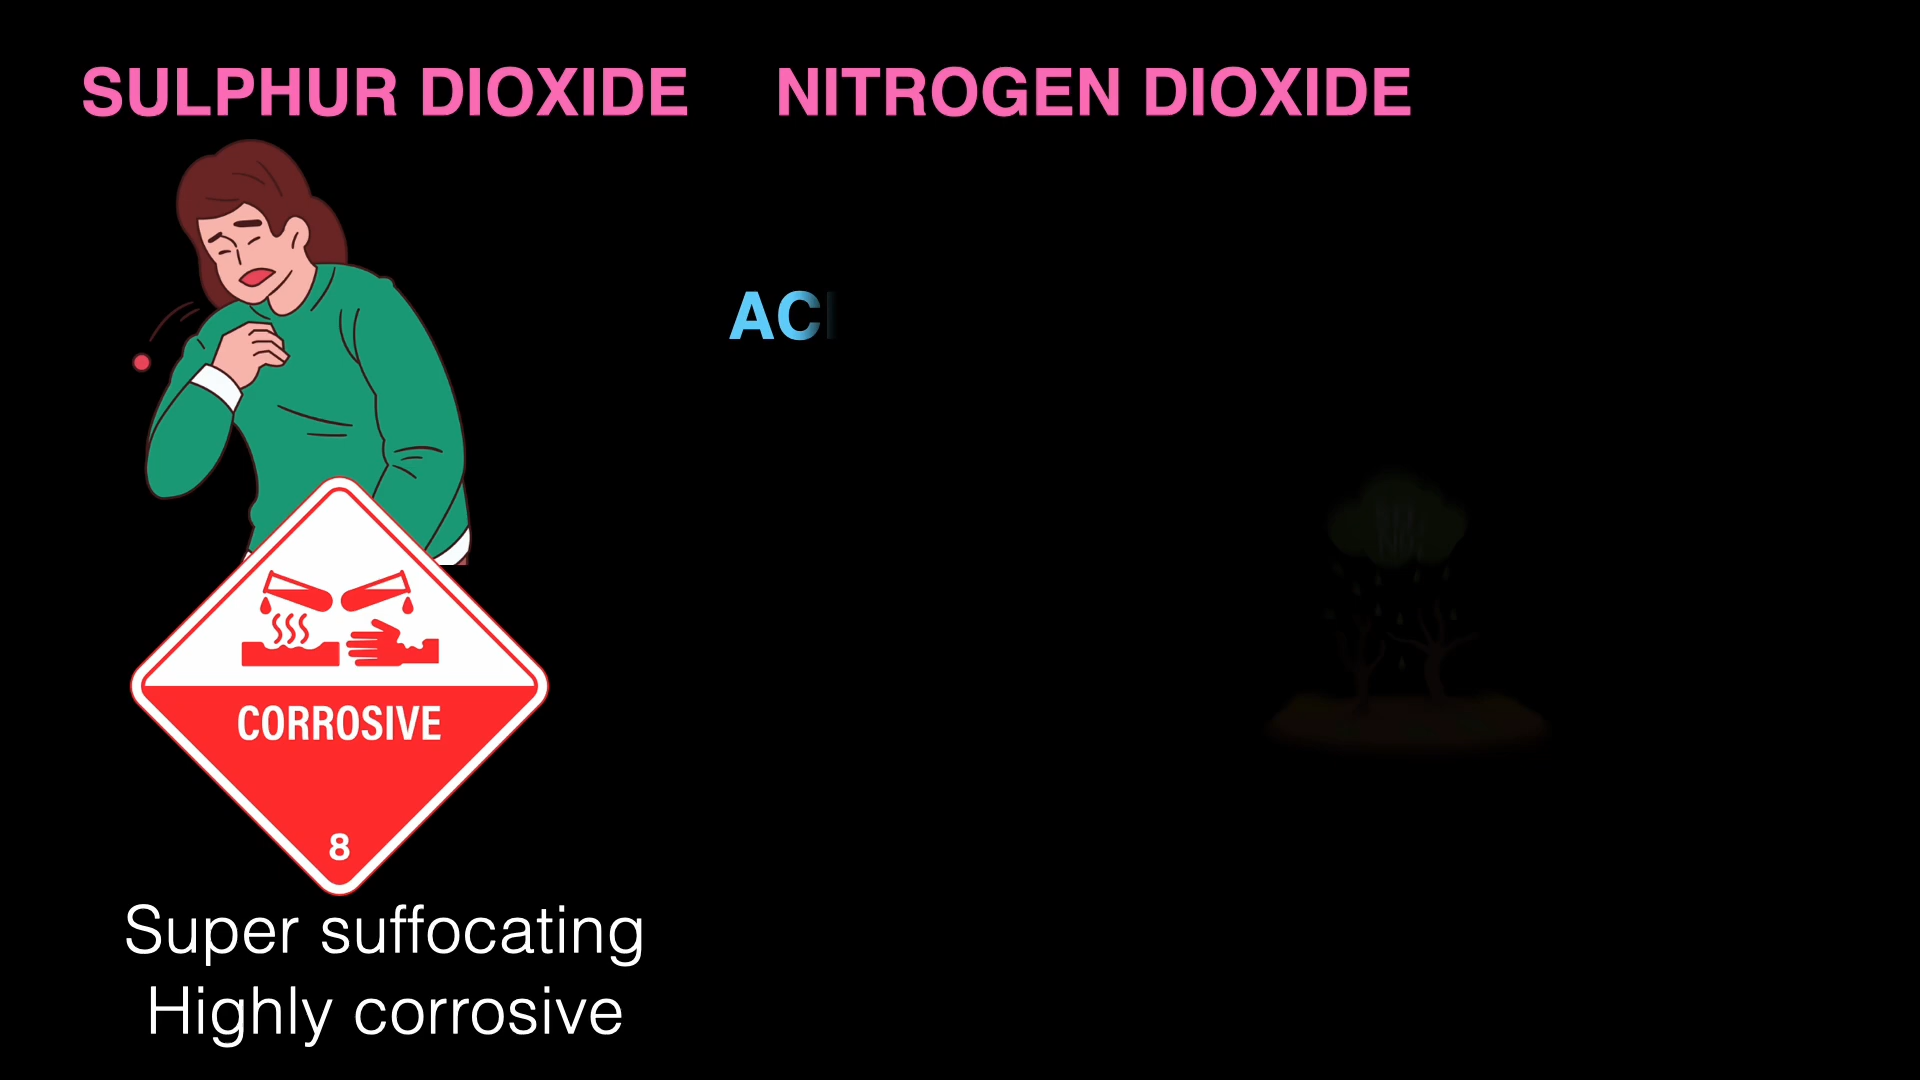 SULPHUR DIOXIDE NITROGEN DIOXIDE
AC
CORROSIVE
8
Super suffocating
Highly corrosive